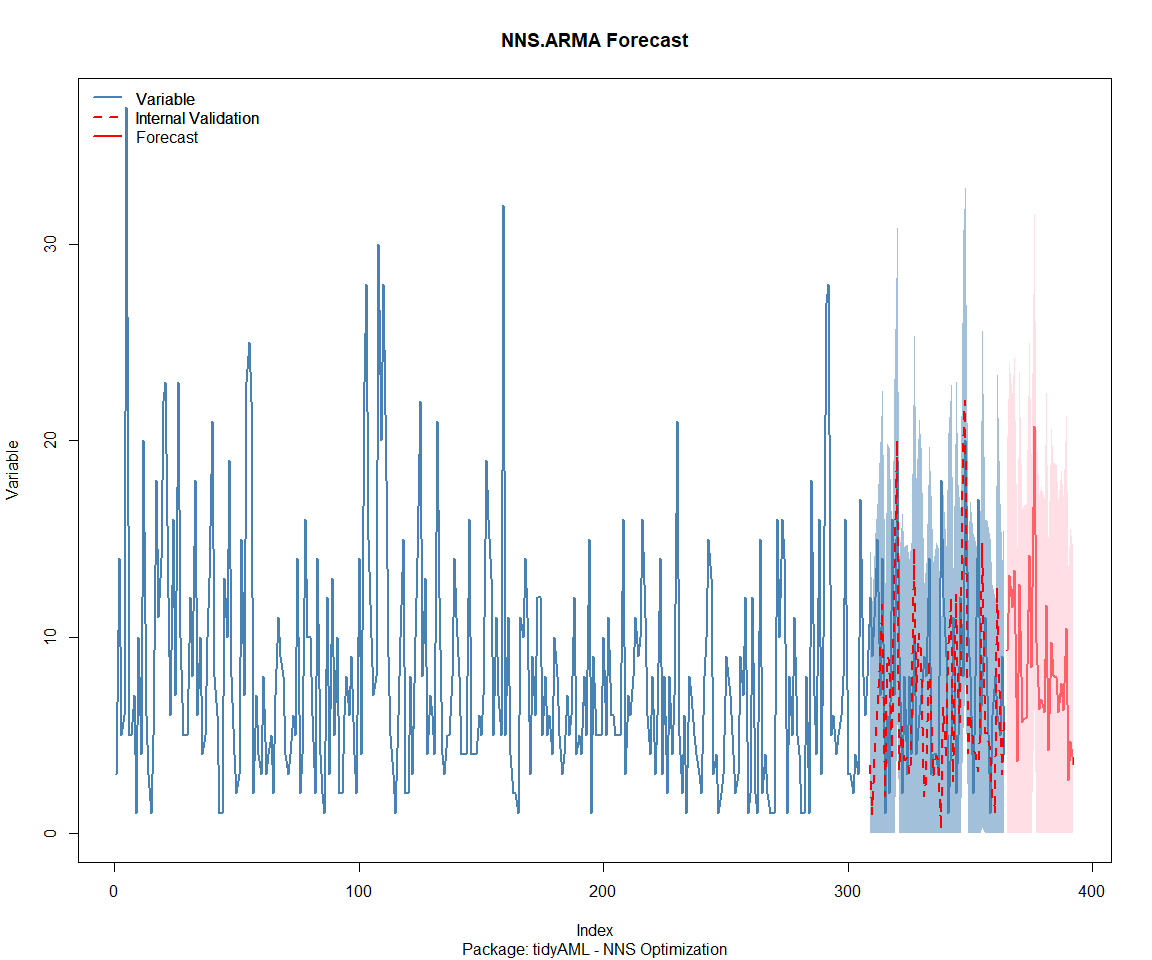 NNS.ARMA Forecast
Variable
Internal Validation
Forecast
Variable
30
20
10
0
0
100
200
300
400
Index
Package: tidyAML - NNS Optimization